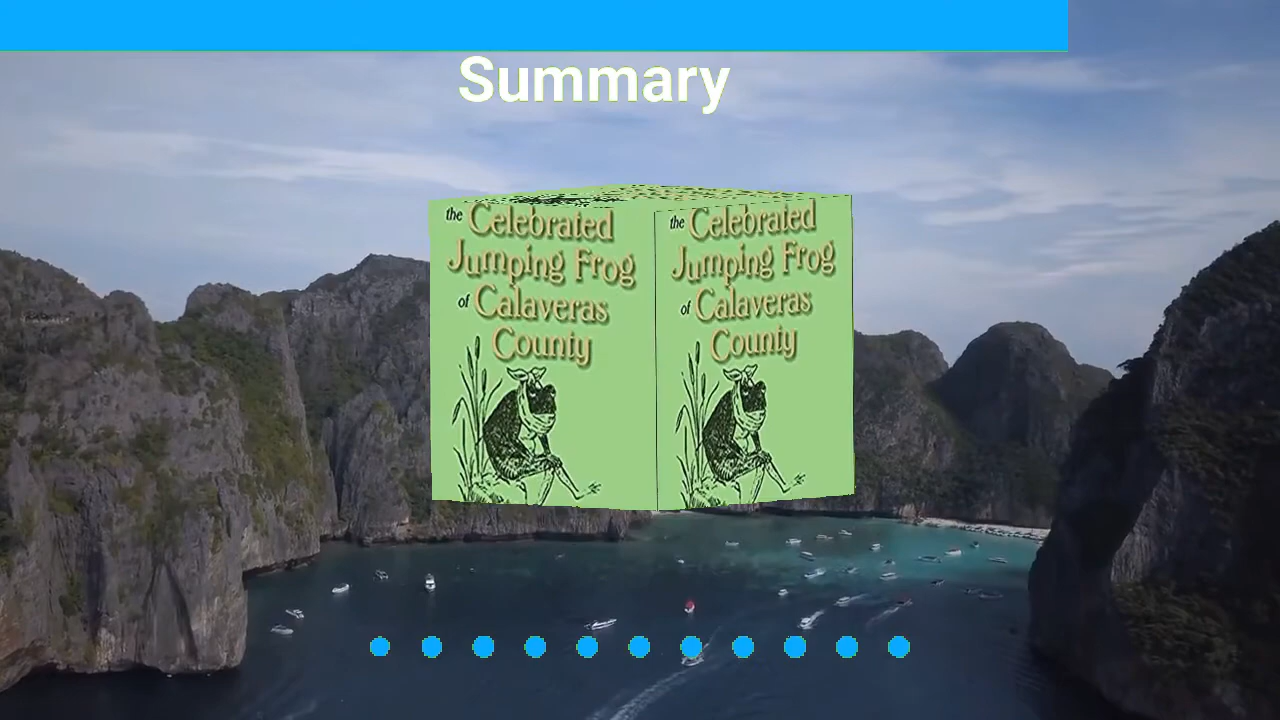 Summary
the Celebrated
Jumping Frog
of Calaveras
County
the Celebrated
Jumping Frog
of Calaveras
County